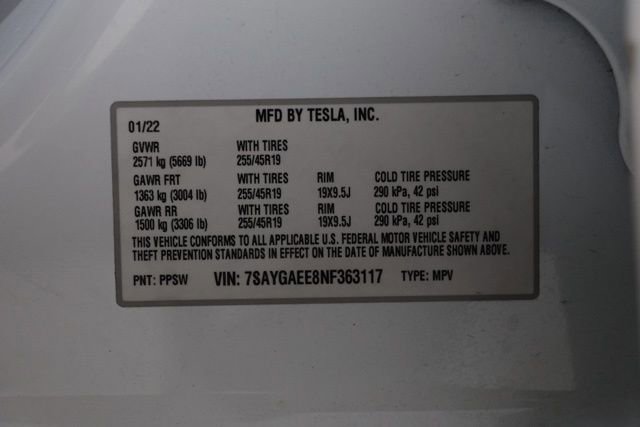 MFD BY TESLA, INC.
01/22
GVWR WITH TIRES
2571 kg (5669 lb) 255/45R19
GAWR FRT WITH TIRES RIM COLD TIRE PRESSURE
1363 kg (3004 lb) 255/45R19 19X9.5J 290 kPa, 42 psi
GAWR RR WITH TIRES RIM COLD TIRE PRESSURE
1500 kg (3306 lb) 255/45R19 19X9.5J 290 kPa, 42 psi
THIS VEHICLE CONFORMS TO ALL APPLICABLE U.S. FEDERAL MOTOR VEHICLE SAFETY AND
THEFT PREVENTION STANDARDS IN EFFECT ON THE DATE OF MANUFACTURE SHOWN ABOVE.
PNT: PPSW VIN: 7SAYGAEE8NF363117 TYPE: MPV